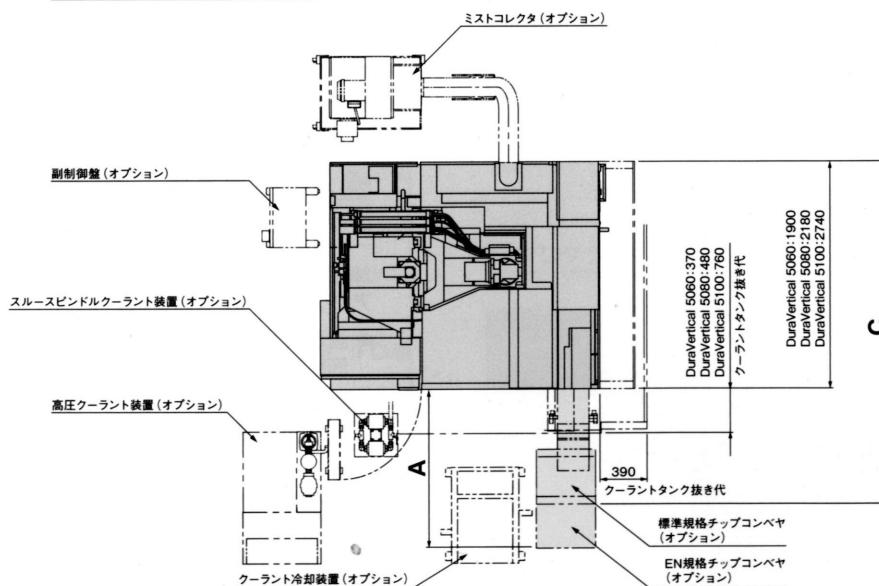 ミストコレクタ(オプション)
副制御盤(オプション)
スルースピンドルクーラント装置(オプション)
高圧クーラント装置(オプション)
クーラント冷却装置(オプション)
A
DuraVertical 5060:370
DuraVertical 5080:480
DuraVertical 5100:760
クーラントタンク抜き代
DuraVertical 5060:1900
DuraVertical 5080:2180
DuraVertical 5100:2740
C
390
クーラントタンク抜き代
標準規格チップコンベヤ
(オプション)
EN規格チップコンベヤ
(オプション)